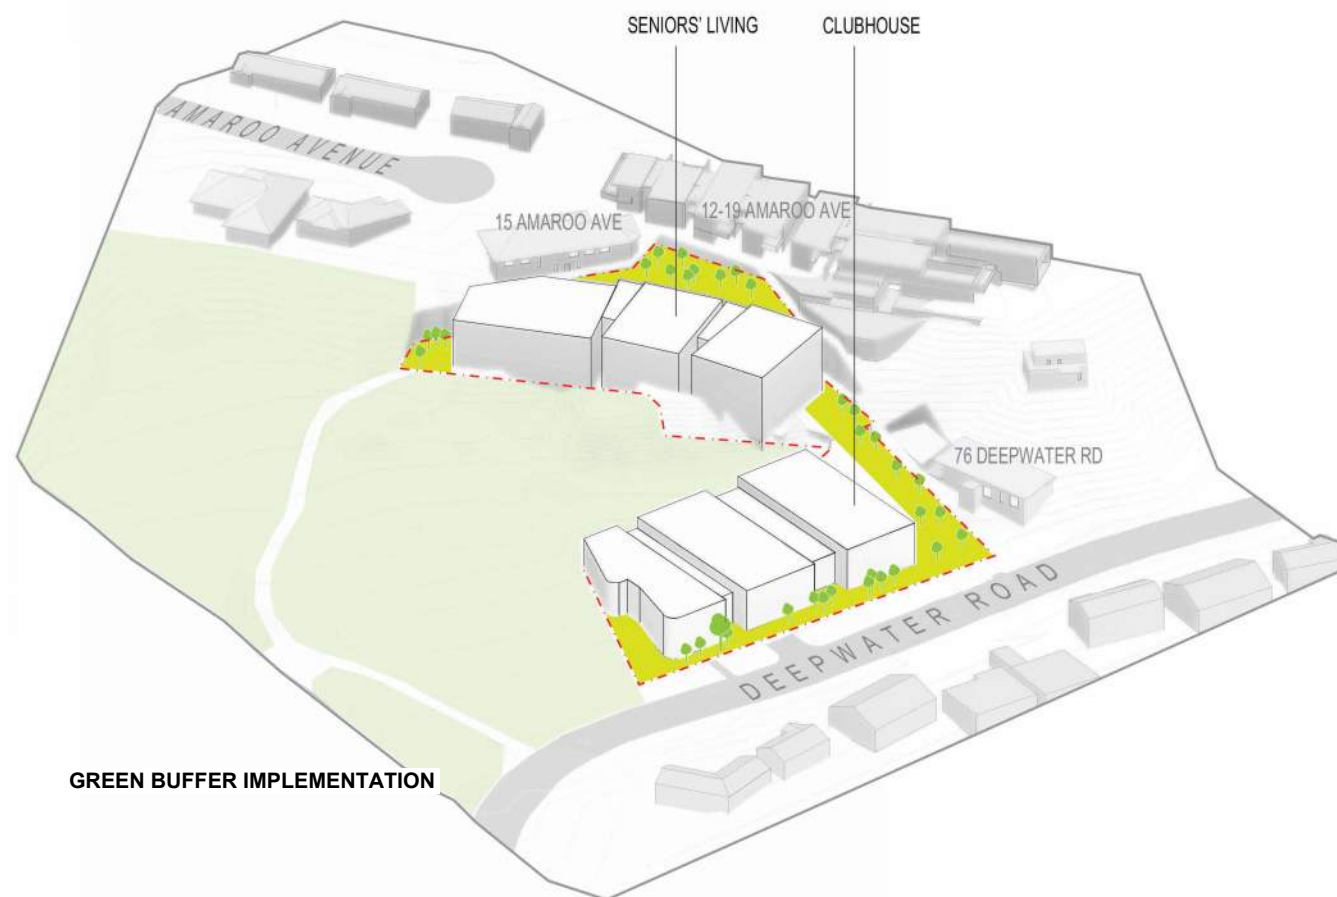 SENIORS' LIVING
CLUBHOUSE
AMAROO AVENUE
15 AMAROO AVE
12-19 AMAROO AVE
76 DEEPWATER RD
DEEPWATER ROAD
GREEN BUFFER IMPLEMENTATION